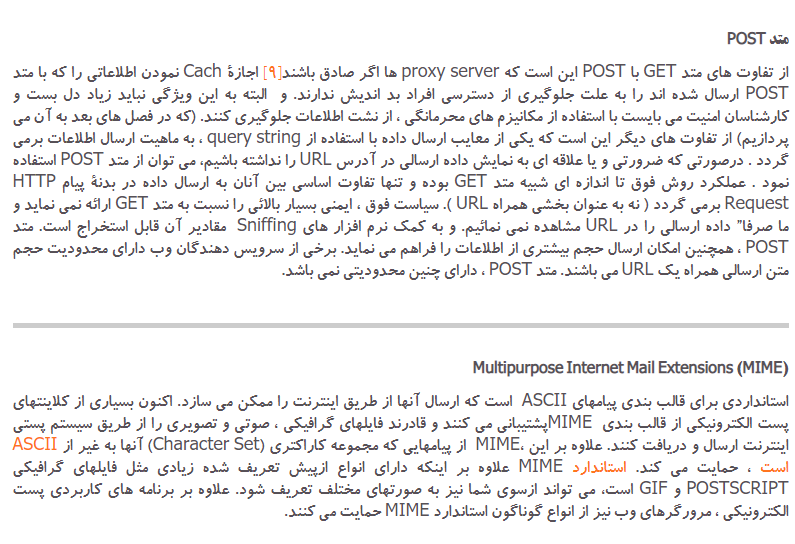 متد POST
از تفاوت های متد GET با POST این است که proxy server ها اگر صادق باشند[۹] اجازهٔ Cach نمودن اطلاعاتی را که با متد
POST ارسال شده اند را به علت جلوگیری از دسترسی افراد بد اندیش ندارند. و البته به این ویژگی نباید زیاد دل بست و
کارشناسان امنیت می بایست با استفاده از مکانیزم های محرمانگی ، از نشت اطلاعات جلوگیری کنند. (که در فصل های بعد به آن می
پردازیم) از تفاوت های دیگر این است که یکی از معایب ارسال داده با استفاده از query string ، به ماهیت ارسال اطلاعات برمی
گردد . درصورتی که ضرورتی و یا علاقه ای به نمایش داده ارسالی در آدرس URL را نداشته باشیم، می توان از متد POST استفاده
نمود . عملکرد روش فوق تا اندازه ای شبیه متد GET بوده و تنها تفاوت اساسی بین آنان به ارسال داده در بدنهٔ پیام HTTP
Request برمی گردد ( نه به عنوان بخشی همراه URL ). سیاست فوق ، ایمنی بسیار بالائی را نسبت به متد GET ارائه نمی نماید و
ما صرفا" داده ارسالی را در URL مشاهده نمی نمائیم. و به کمک نرم افزار های Sniffing مقادیر آن قابل استخراج است. متد
POST ، همچنین امکان ارسال حجم بیشتری از اطلاعات را فراهم می نماید. برخی از سرویس دهندگان وب دارای محدودیت حجم
متن ارسالی همراه یک URL می باشند. متد POST ، دارای چنین محدودیتی نمی باشد.
Multipurpose Internet Mail Extensions (MIME)
استانداردی برای قالب بندی پیامهای ASCII است که ارسال آنها از طریق اینترنت را ممکن می سازد. اکنون بسیاری از کلاینتهای
پست الکترونیکی از قالب بندی MIMEپشتیبانی می کنند و قادرند فایلهای گرافیکی ، صوتی و تصویری را از طریق سیستم پستی
اینترنت ارسال و دریافت کنند. علاوه بر این ،MIME از پیامهایی که مجموعه کاراکتری (Character Set) آنها به غیر از ASCII
است ، حمایت می کند. استاندارد MIME علاوه بر اینکه دارای انواع ازپیش تعریف شده زیادی مثل فایلهای گرافیکی
POSTSCRIPT و GIF است، می تواند ازسوی شما نیز به صورتهای مختلف تعریف شود. علاوه بر برنامه های کاربردی پست
الکترونیکی ، مرورگرهای وب نیز از انواع گوناگون استاندارد MIME حمایت می کنند.